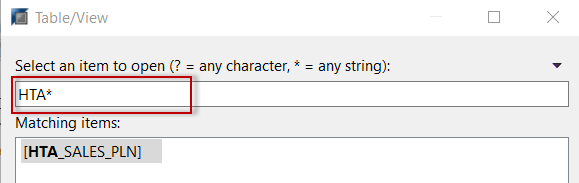 Table/View
Select an item to open (? = any character, * = any string):
HTA*
Matching items:
[HTA_SALES_PLN]